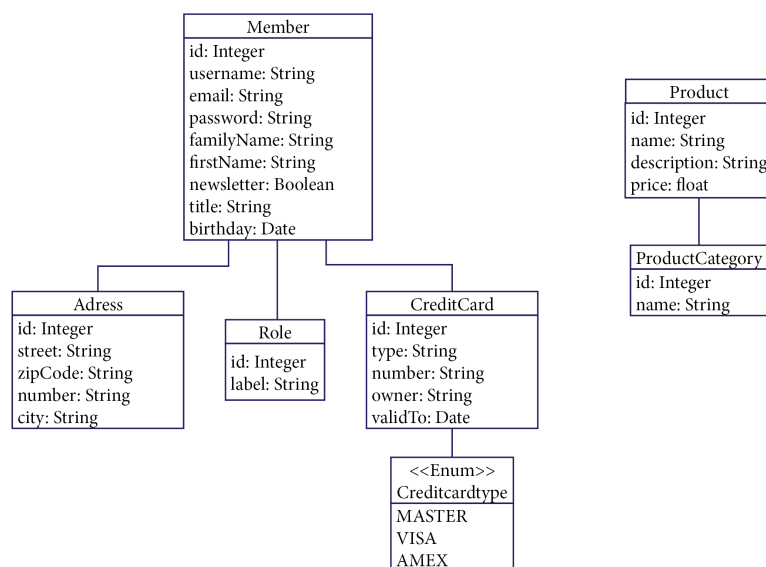 Member
id: Integer
username: String
email: String
password: String
familyName: String
firstName: String
newsletter: Boolean
title: String
birthday: Date
Product
id: Integer
name: String
description: String
price: float
ProductCategory
id: Integer
name: String
Adress
id: Integer
street: String
zipCode: String
number: String
city: String
Role
id: Integer
label: String
CreditCard
id: Integer
type: String
number: String
owner: String
validTo: Date
<<Enum>>
Creditcardtype
MASTER
VISA
AMEX